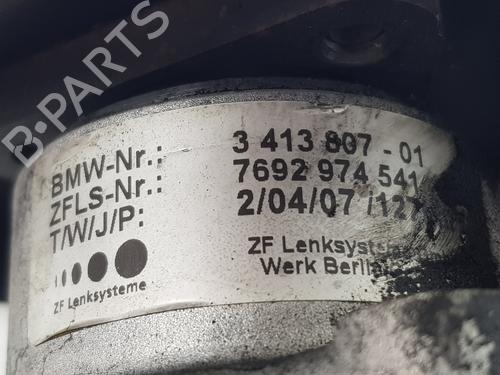 B-PARTS
BMW-Nr.: 3 413 807 - 01
ZFLS-Nr.: 7692 974 541
T/W/J/P: 2/04/07 /127
ZF Lenksysteme
ZF Lenksysteme
Werk Berlin